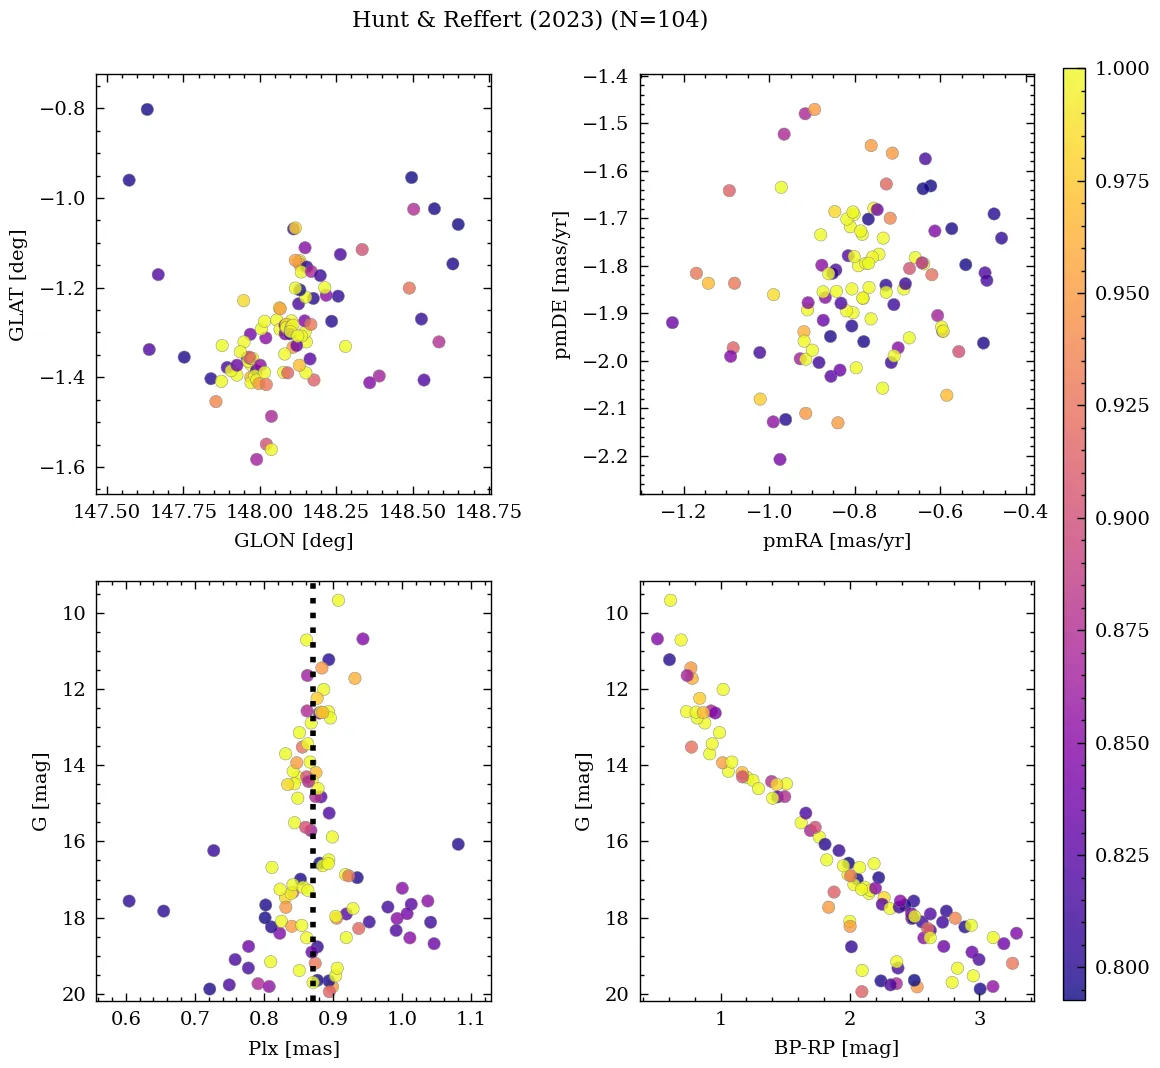 Hunt & Reffert (2023) (N=104)
−0.8
−1.0
−1.2
−1.4
−1.6
GLAT [deg]
147.50 147.75 148.00 148.25 148.50 148.75
GLON [deg]
−1.4
−1.5
−1.6
−1.7
−1.8
−1.9
−2.0
−2.1
−2.2
pmDE [mas/yr]
−1.2 −1.0 −0.8 −0.6 −0.4
pmRA [mas/yr]
10
12
14
16
18
20
G [mag]
0.6 0.7 0.8 0.9 1.0 1.1
Plx [mas]
10
12
14
16
18
20
G [mag]
1 2 3
BP-RP [mag]
1.000
0.975
0.950
0.925
0.900
0.875
0.850
0.825
0.800